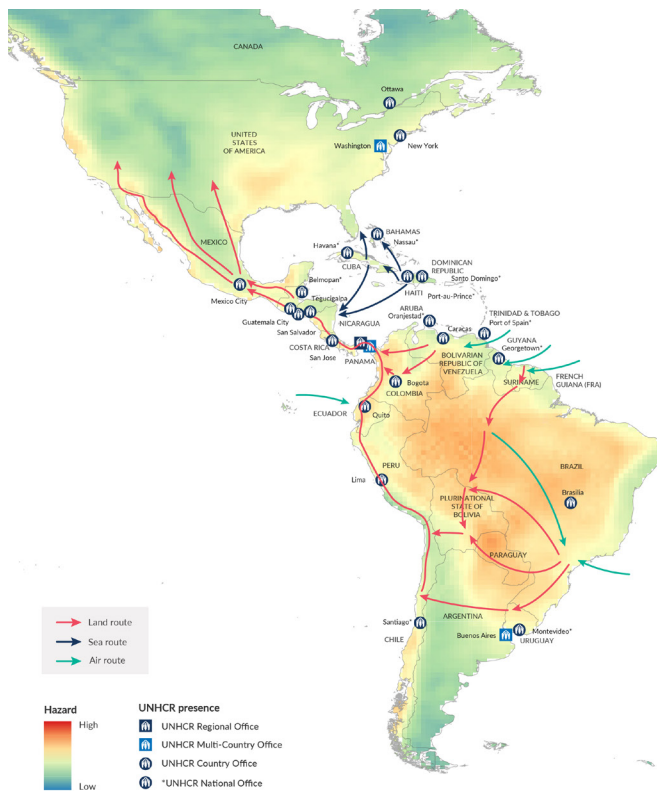 CANADA
Ottawa
UNITED
STATES
OF AMERICA
Washington
New York
MEXICO
BAHAMAS
Nassau*
Havana*
CUBA
DOMINICAN
REPUBLIC
Santo Domingo*
HAITI
Port-au-Prince*
Belmopan*
Mexico City
Tegucigalpa
Guatemala City
NICARAGUA
San Salvador
ARUBA
Oranjestad*
TRINIDAD & TOBAGO
Port of Spain*
Caracas
COSTA RICA
San Jose
PANAMA
GUYANA
Georgetown*
BOLIVARIAN
REPUBLIC OF
VENEZUELA
SURINAME
FRENCH
GUIANA (FRA)
Bogota
COLOMBIA
ECUADOR
Quito
PERU
Lima
BRAZIL
Brasilia
PLURINATIONAL
STATE OF
BOLIVIA
PARAGUAY
ARGENTINA
Santiago*
CHILE
Buenos Aires
Montevideo*
URUGUAY
Land route
Sea route
Air route
Hazard
High
Low
UNHCR presence
UNHCR Regional Office
UNHCR Multi-Country Office
UNHCR Country Office
*UNHCR National Office